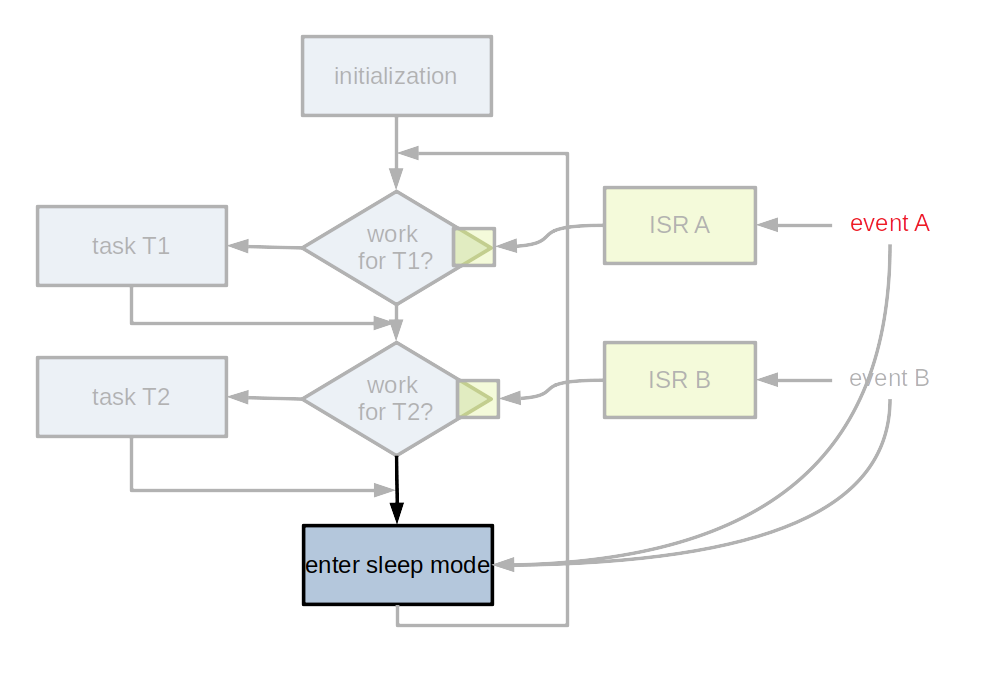 initialization
task T1
work
for T1?
ISR A
event A
task T2
work
for T2?
ISR B
event B
enter sleep mode